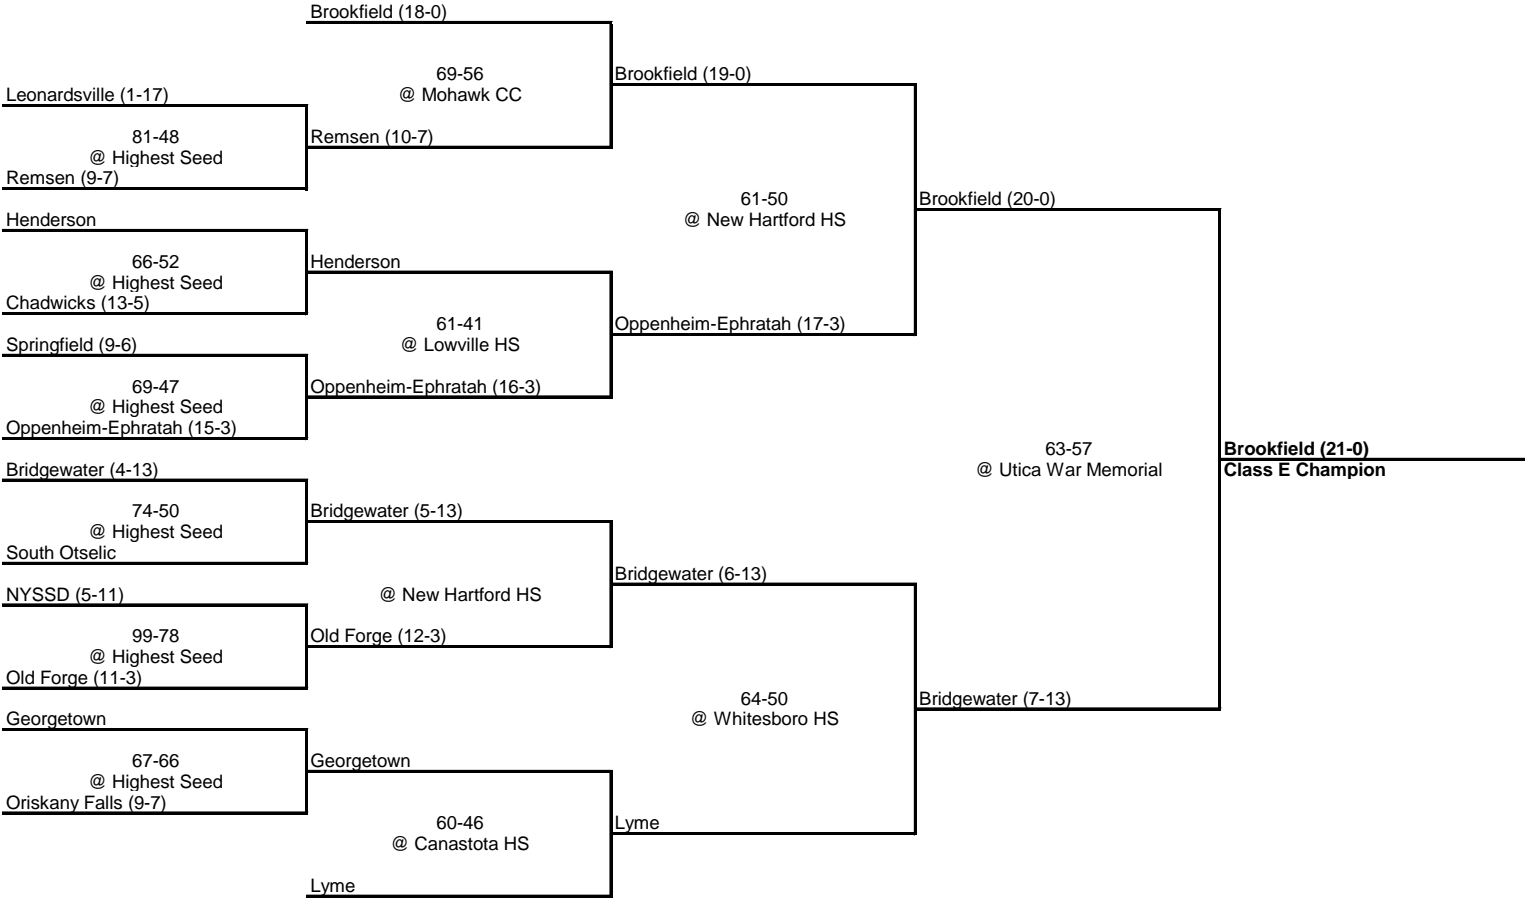 Brookfield (18-0)
69-56
@ Mohawk CC
Brookfield (19-0)
Leonardsville (1-17)
81-48
@ Highest Seed
Remsen (10-7)
Remsen (9-7)
61-50
@ New Hartford HS
Brookfield (20-0)
Henderson
66-52
@ Highest Seed
Henderson
Chadwicks (13-5)
61-41
@ Lowville HS
Oppenheim-Ephratah (17-3)
Springfield (9-6)
69-47
@ Highest Seed
Oppenheim-Ephratah (16-3)
Oppenheim-Ephratah (15-3)
63-57
@ Utica War Memorial
Brookfield (21-0)
Class E Champion
Bridgewater (4-13)
74-50
@ Highest Seed
Bridgewater (5-13)
South Otselic
@ New Hartford HS
Bridgewater (6-13)
NYSSD (5-11)
99-78
@ Highest Seed
Old Forge (12-3)
Old Forge (11-3)
64-50
@ Whitesboro HS
Bridgewater (7-13)
Georgetown
67-66
@ Highest Seed
Georgetown
Oriskany Falls (9-7)
60-46
@ Canastota HS
Lyme
Lyme